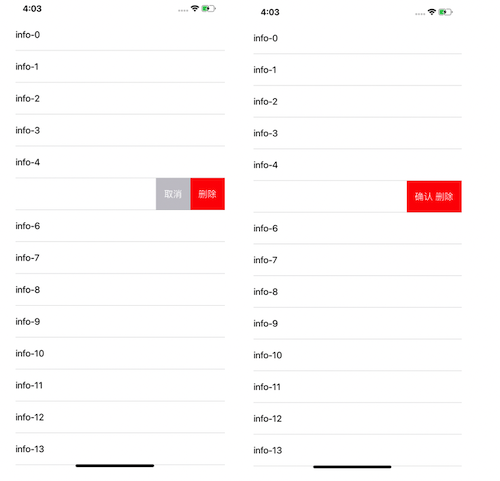 4:03
info-0
info-1
info-2
info-3
info-4
取消 删除
info-6
info-7
info-8
info-9
info-10
info-11
info-12
info-13
4:03
info-0
info-1
info-2
info-3
info-4
确认 删除
info-6
info-7
info-8
info-9
info-10
info-11
info-12
info-13